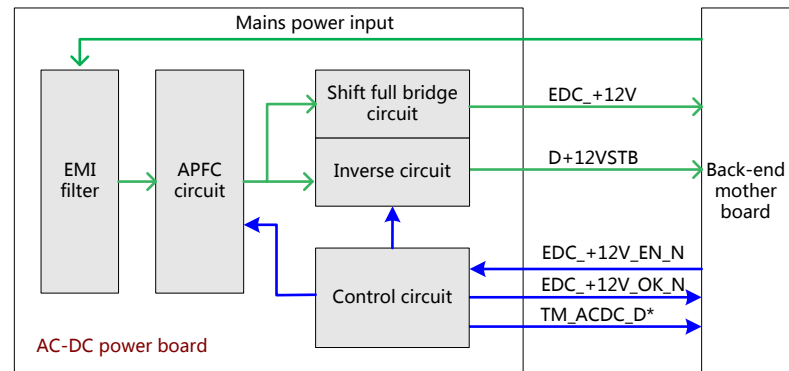 Mains power input
EMI
filter
APFC
circuit
Shift full bridge
circuit
Inverse circuit
Control circuit
EDC_+12V
D+12VSTB
EDC_+12V_EN_N
EDC_+12V_OK_N
TM_ACDC_D*
Back-end
mother
board
AC-DC power board